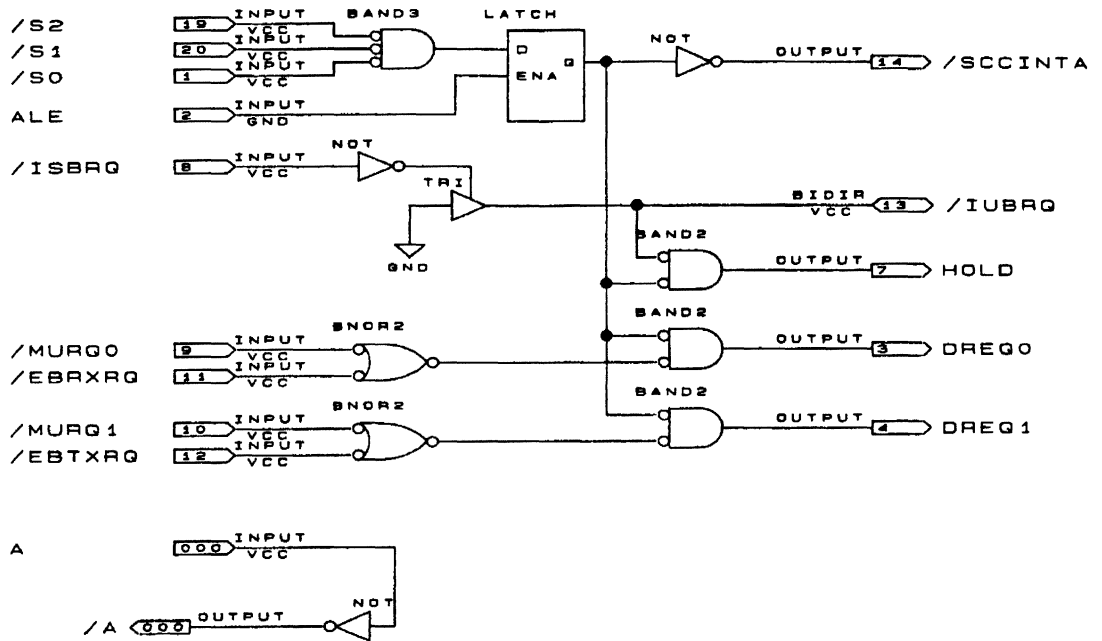 /S2 19 INPUT VCC BAND3 LATCH
/S1 20 INPUT VCC D Q NOT OUTPUT 14 /SCCINTA
/S0 1 INPUT VCC ENA
ALE 2 INPUT GND
/ISBRQ 8 INPUT VCC NOT
TRI BIDIR VCC 13 /IUBRQ
GND BAND2 OUTPUT 7 HOLD
BAND2
/MURQ0 9 INPUT VCC BNOR2 OUTPUT 3 DREQ0
/EBRXRQ 11 INPUT VCC
BNOR2 BAND2
/MURQ1 10 INPUT VCC OUTPUT 4 DREQ1
/EBTXRQ 12 INPUT VCC
A 000 INPUT VCC
NOT
/A 000 OUTPUT